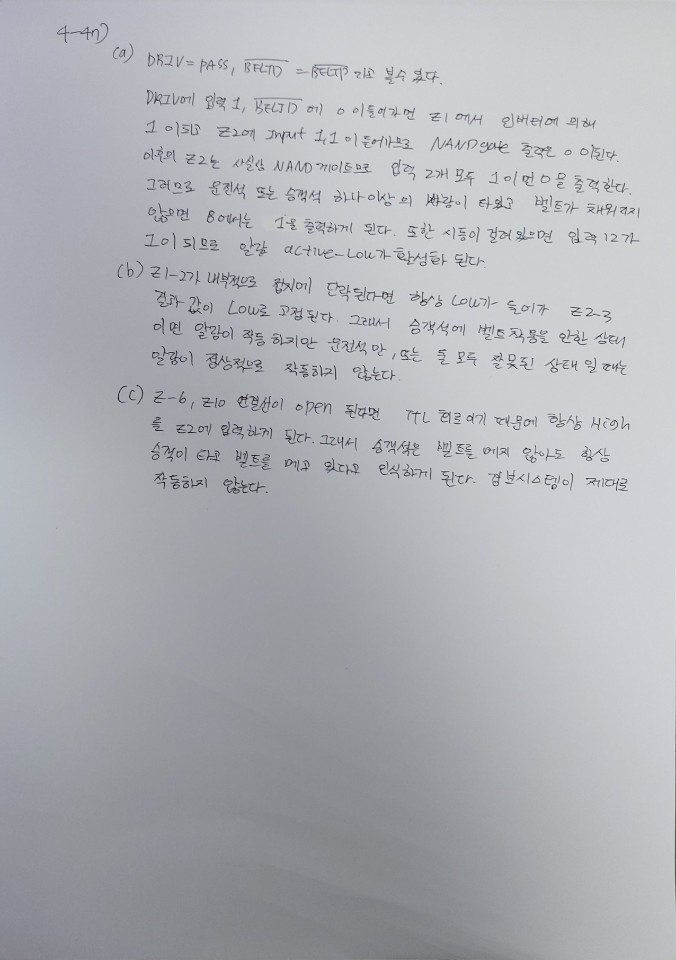 4-47)
(a) DRIV = PASS, BELTD = BELTP 라고 볼수 있다.
DRIV에 입력 1, BELTD 에 0 이들어가면 Z1 에서 인버터에 의해
1 이되고 Z2에 Input 1,1 이 들어가므로 NAND gate 출력은 0 이된다.
이후의 Z2는 사실상 NAND 게이트므로 입력 2개 모두 1이면 0을 출력한다.
그러므로 운전석 또는 승객석 하나이상의 사람이 타있고 벨트가 채워지지
않으면 8에서는 1을 출력하게 된다. 또한 시동이 걸려있으면 입력 12가
1이 되므로 알람 active-Low가 활성화 된다.
(b) Z1-2가 내부적으로 접지에 단락된다면 항상 Low가 들어가 Z2-3
결과 값이 Low로 고정된다. 그래서 승객석에 벨트착용을 안한 상태
이면 알람이 작동하지만 운전석만, 또는 둘 모두 잘못된 상태 일 때는
알람이 정상적으로 작동하지 않는다.
(c) Z-6, Z10 연결선이 open 된다면 TTL 회로이기 때문에 항상 High
를 Z2에 입력하게 된다. 그래서 승객석은 벨트를 메지 않아도 항상
승객이 타고 벨트를 메고 있다고 인식하게 된다. 경보시스템이 제대로
작동하지 않는다.